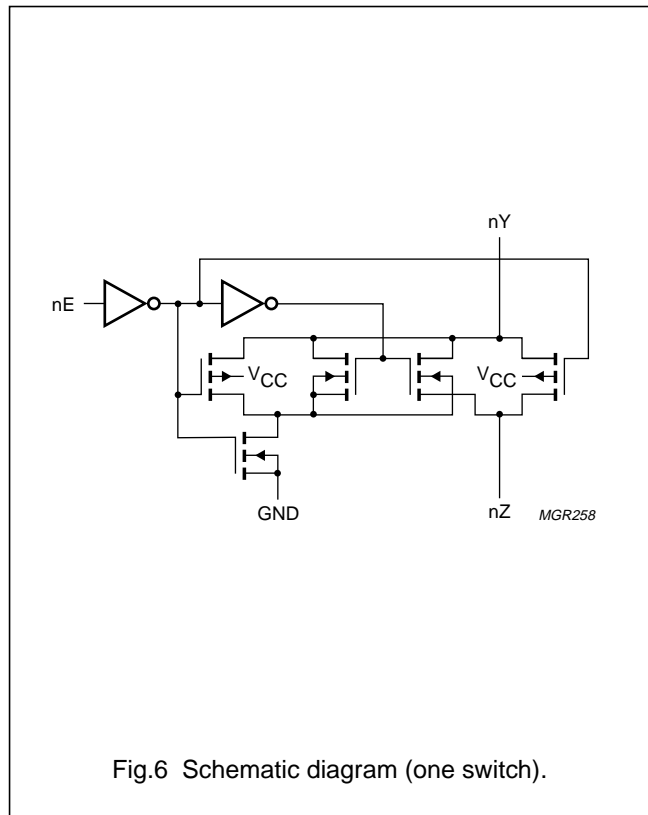 nY
nE
VCC
VCC
GND
nZ
MGR258
Fig.6 Schematic diagram (one switch).